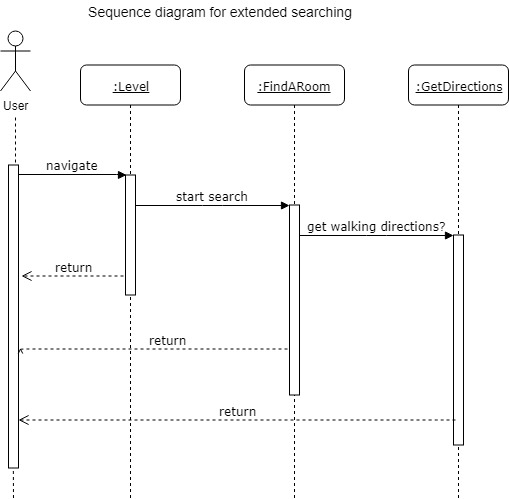 Sequence diagram for extended searching
User
:Level
:FindARoom
:GetDirections
navigate
start search
get walking directions?
return
return
return